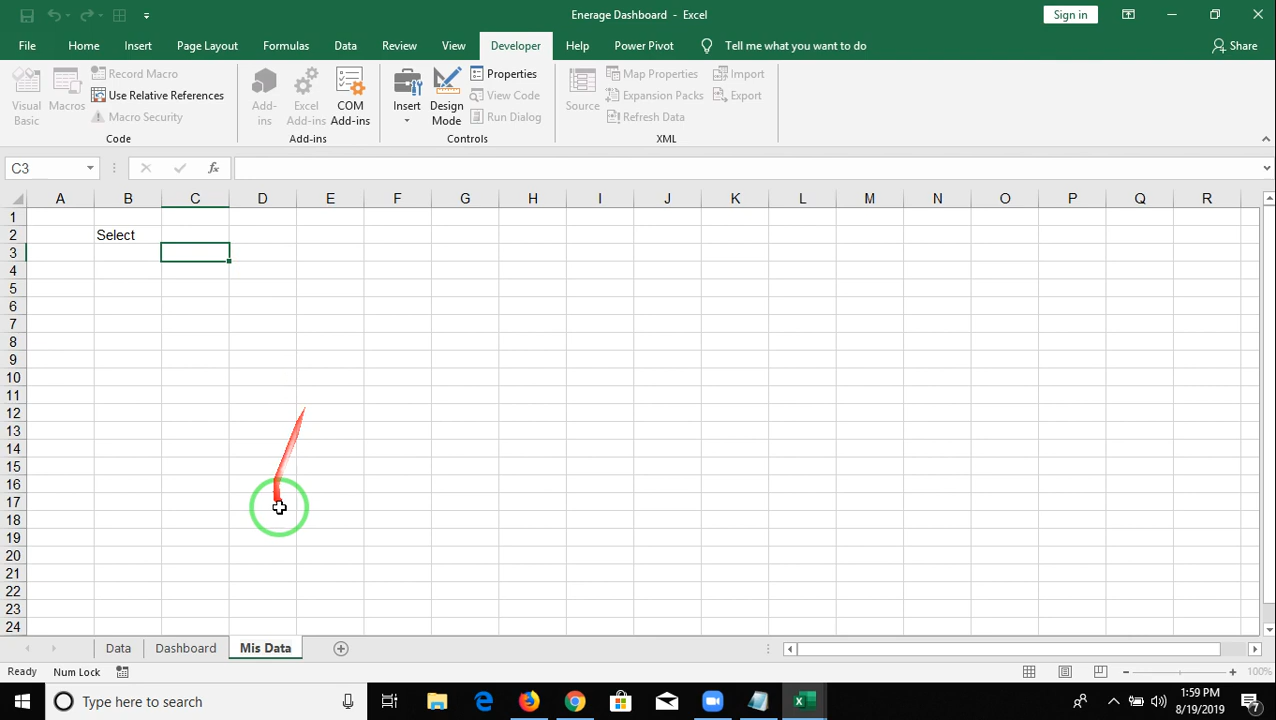 Enerage Dashboard - Excel
Sign in
File Home Insert Page Layout Formulas Data Review View Developer Help Power Pivot Tell me what you want to do Share
Visual Basic
Macros
Record Macro
Use Relative References
Macro Security
Code
Add-ins
Excel Add-ins
COM Add-ins
Add-ins
Insert
Design Mode
Properties
View Code
Run Dialog
Controls
Source
Map Properties
Expansion Packs
Refresh Data
Import
Export
XML
C3
fx
A B C D E F G H I J K L M N O P Q R
1
2 Select
3
4
5
6
7
8
9
10
11
12
13
14
15
16
17
18
19
20
21
22
23
24
Data Dashboard Mis Data
Ready Num Lock 100%
Type here to search
1:59 PM
8/19/2019
7